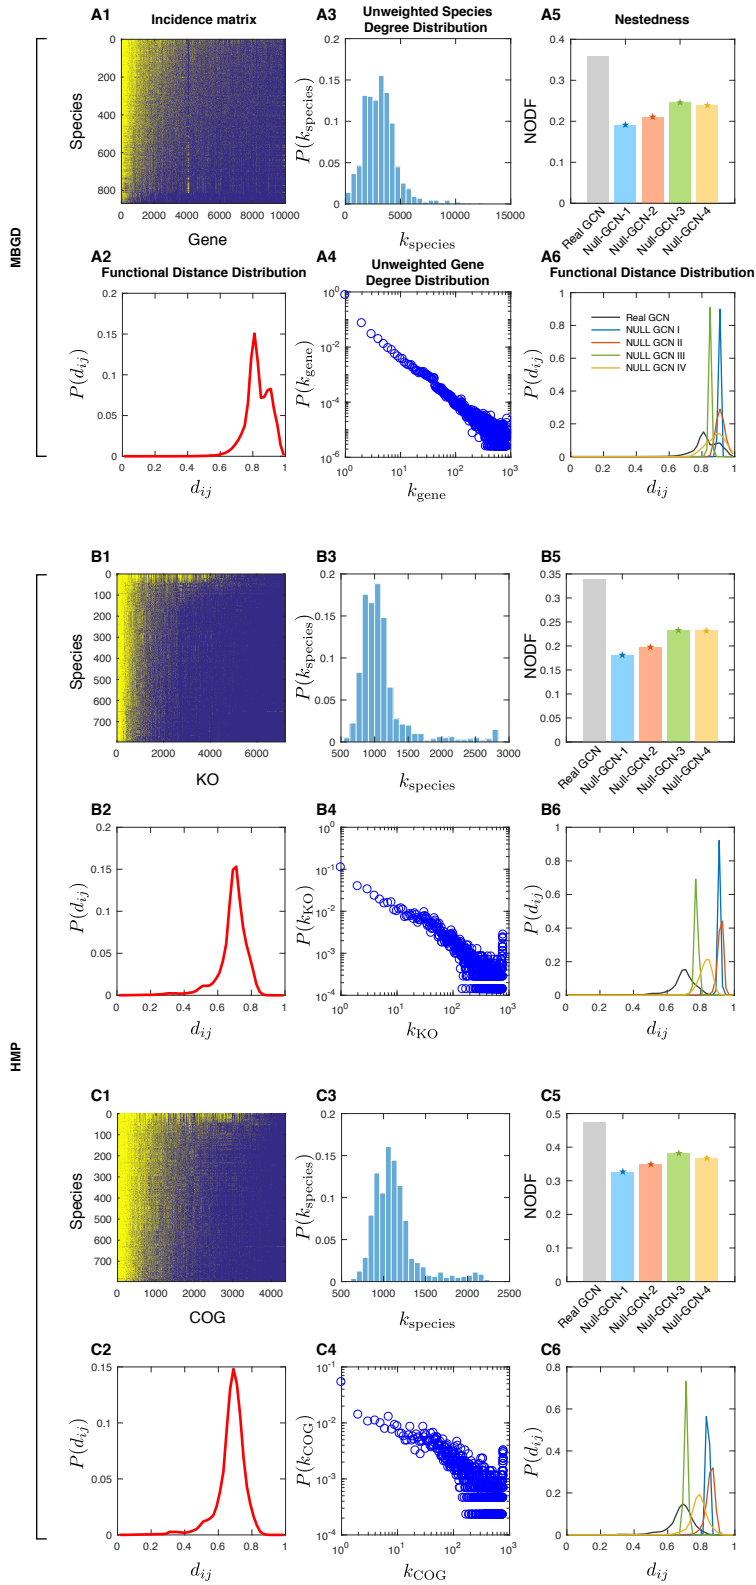 A1
Incidence matrix
0
200
400
600
800
Species
0 2000 4000 6000 8000 10000
Gene
A3
Unweighted Species
Degree Distribution
0.2
0.15
0.1
0.05
0
P(k_species)
0 5000 10000 15000
k_species
A5
Nestedness
0.4
0.3
0.2
0.1
0
NODF
Real GCN
Null-GCN-1
Null-GCN-2
Null-GCN-3
Null-GCN-4
MBGD
A2
Functional Distance Distribution
0.2
0.15
0.1
0.05
0
P(d_ij)
0 0.2 0.4 0.6 0.8 1
d_ij
A4
Unweighted Gene
Degree Distribution
10^0
10^-2
10^-4
10^-6
P(k_gene)
10^0 10^1 10^2 10^3
k_gene
A6
Functional Distance Distribution
1
0.8
0.6
0.4
0.2
0
P(d_ij)
Real GCN
NULL GCN I
NULL GCN II
NULL GCN III
NULL GCN IV
0 0.2 0.4 0.6 0.8 1
d_ij
B1
0
100
200
300
400
500
600
700
Species
0 2000 4000 6000
KO
B3
0.2
0.15
0.1
0.05
0
P(k_species)
500 1000 1500 2000 2500 3000
k_species
B5
0.35
0.3
0.25
0.2
0.15
0.1
0.05
0
NODF
Real GCN
Null-GCN-1
Null-GCN-2
Null-GCN-3
Null-GCN-4
HMP
B2
0.2
0.15
0.1
0.05
0
P(d_ij)
0 0.2 0.4 0.6 0.8 1
d_ij
B4
10^0
10^-1
10^-2
10^-3
10^-4
P(k_KO)
10^0 10^1 10^2 10^3
k_KO
B6
1
0.8
0.6
0.4
0.2
0
P(d_ij)
0 0.2 0.4 0.6 0.8 1
d_ij
C1
0
100
200
300
400
500
600
700
Species
0 1000 2000 3000 4000
COG
C3
0.2
0.15
0.1
0.05
0
P(k_species)
500 1000 1500 2000 2500
k_species
C5
0.5
0.4
0.3
0.2
0.1
0
NODF
Real GCN
Null-GCN-1
Null-GCN-2
Null-GCN-3
Null-GCN-4
C2
0.15
0.1
0.05
0
P(d_ij)
0 0.2 0.4 0.6 0.8 1
d_ij
C4
10^-1
10^-2
10^-3
10^-4
P(k_COG)
10^0 10^1 10^2 10^3
k_COG
C6
0.8
0.6
0.4
0.2
0
P(d_ij)
0 0.2 0.4 0.6 0.8 1
d_ij